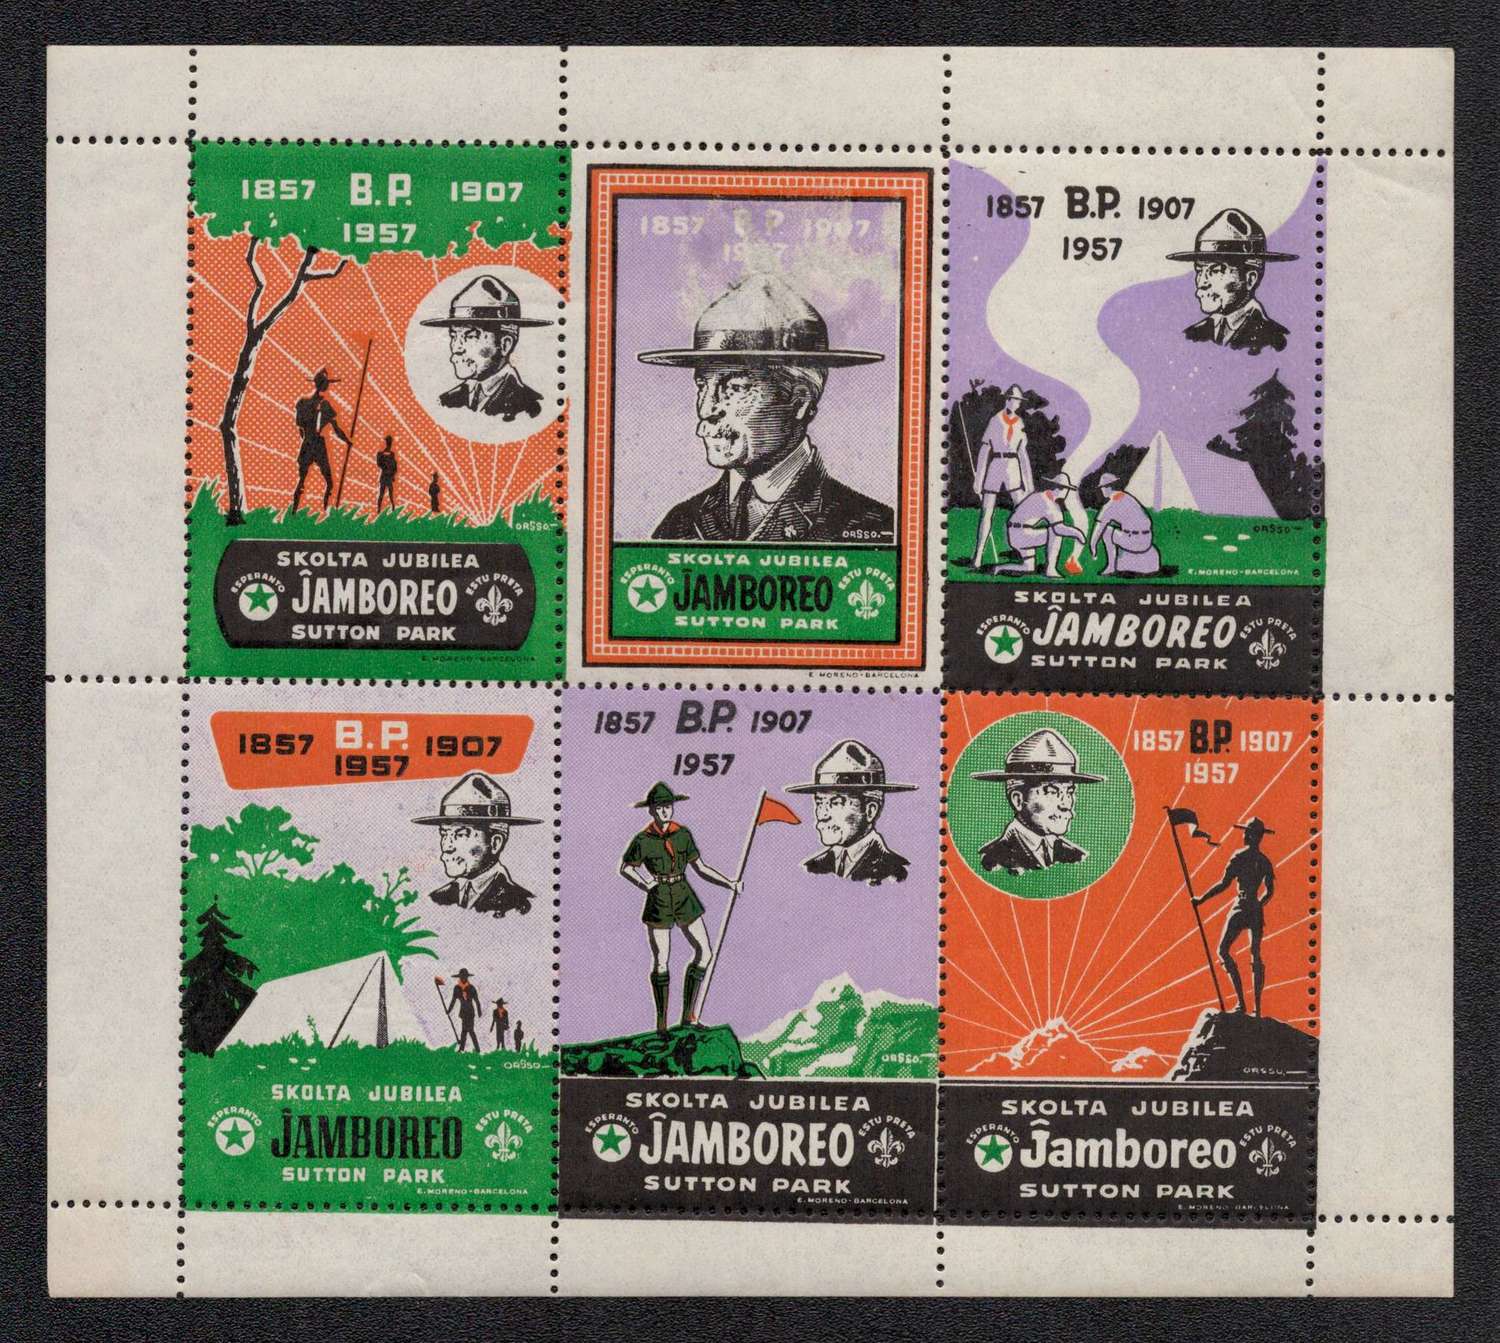 1857 B.P. 1907
1957
ORSSO.—
SKOLTA JUBILEA
ESPERANTO ĴAMBOREO ESTU PRETA
SUTTON PARK
E. MORENO-BARCELONA
1857 B.P. 1907
1957
ORSSO.—
SKOLTA JUBILEA
ESPERANTO ĴAMBOREO ESTU PRETA
SUTTON PARK
E. MORENO-BARCELONA
1857 B.P. 1907
1957
ORSSO—
E. MORENO-BARCELONA
SKOLTA JUBILEA
ESPERANTO ĴAMBOREO ESTU PRETA
SUTTON PARK
1857 B.P. 1907
1957
ORSSO—
SKOLTA JUBILEA
ESPERANTO ĴAMBOREO ESTU PRETA
SUTTON PARK
E. MORENO-BARCELONA
1857 B.P. 1907
1957
ORSSO.—
SKOLTA JUBILEA
ESPERANTO ĴAMBOREO ESTU PRETA
SUTTON PARK
E. MORENO-BARCELONA
1857 B.P. 1907
1957
ORSSO.—
SKOLTA JUBILEA
ESPERANTO Ĵamboreo ESTU PRETA
SUTTON PARK
E. MORENO-BARCELONA